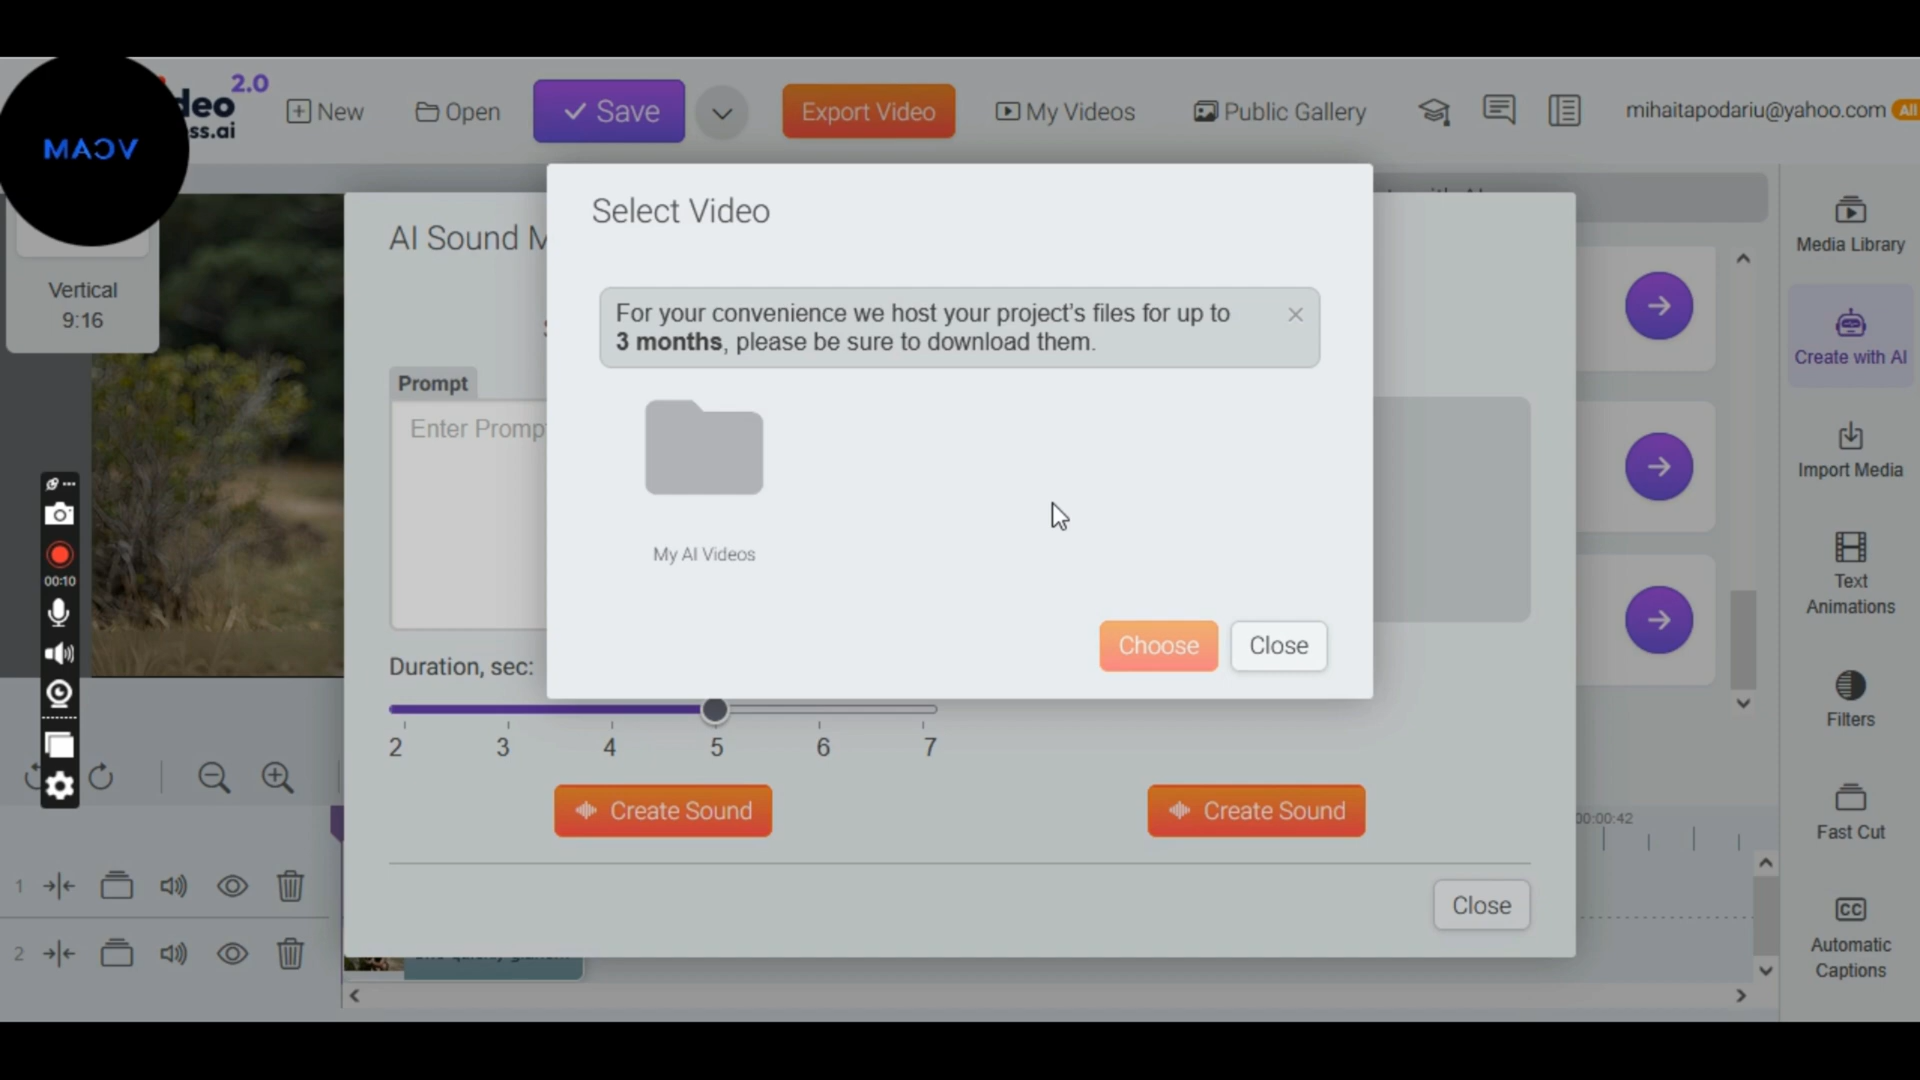 2.0
deo
ss.ai
New
Open
Save
Export Video
My Videos
Public Gallery
mihaitapodariu@yahoo.com
All
VCAM
Select Video
AI Sound M
For your convenience we host your project's files for up to
3 months, please be sure to download them.
Vertical
9:16
Prompt
Enter Promp
My AI Videos
Choose
Close
Duration, sec:
2 3 4 5 6 7
Create Sound
Create Sound
Close
00:10
00:00:42
1
2
Media Library
Create with AI
Import Media
Text
Animations
Filters
Fast Cut
CC
Automatic
Captions